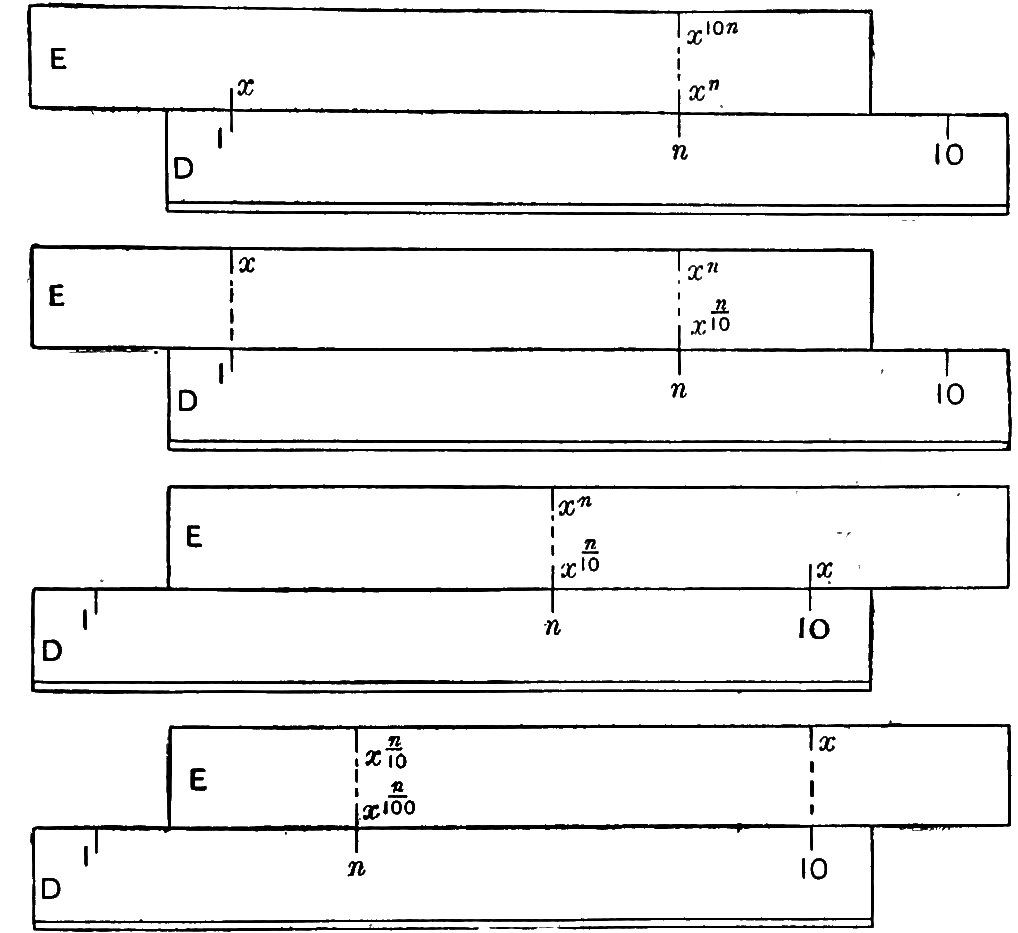 x^{10n}
E
x
x^n
1
n
10
D
x
x^n
E
x^{\frac{n}{10}}
1
n
10
D
x^n
E
x^{\frac{n}{10}}
x
1
n
10
D
x^{\frac{n}{10}}
x
E
x^{\frac{n}{100}}
1
n
10
D